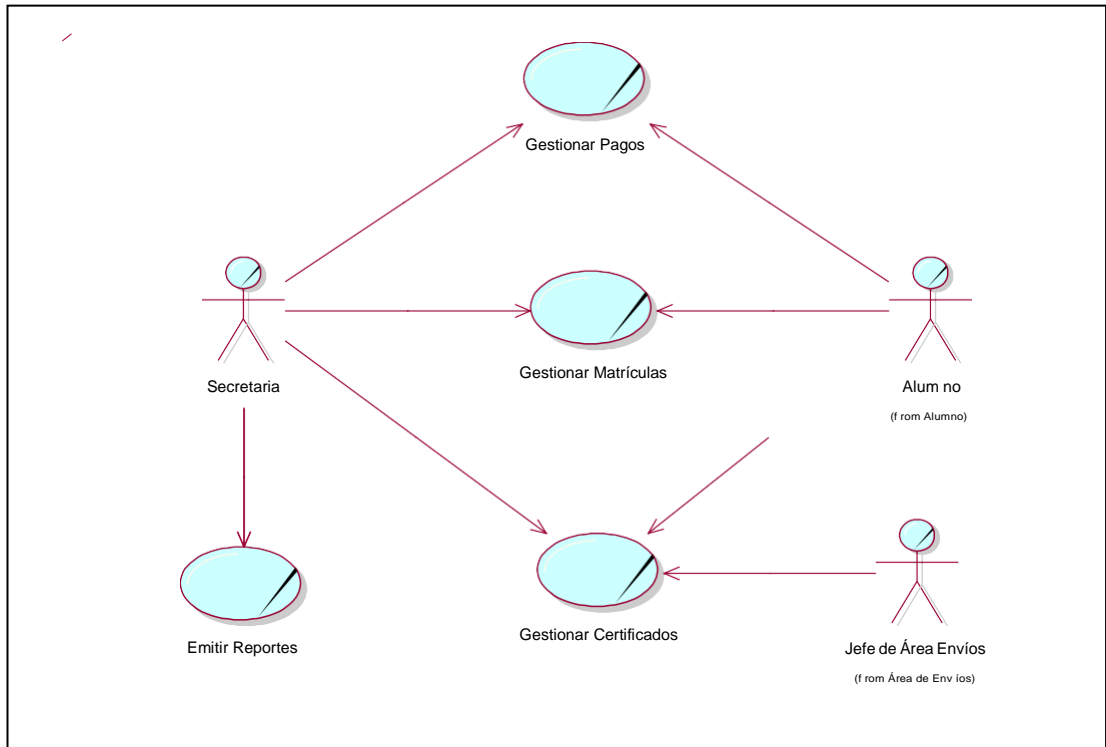 Gestionar Pagos
Secretaria
Gestionar Matrículas
Alum no
(f rom Alumno)
Emitir Reportes
Gestionar Certificados
Jefe de Área Envíos
(f rom Área de Env íos)